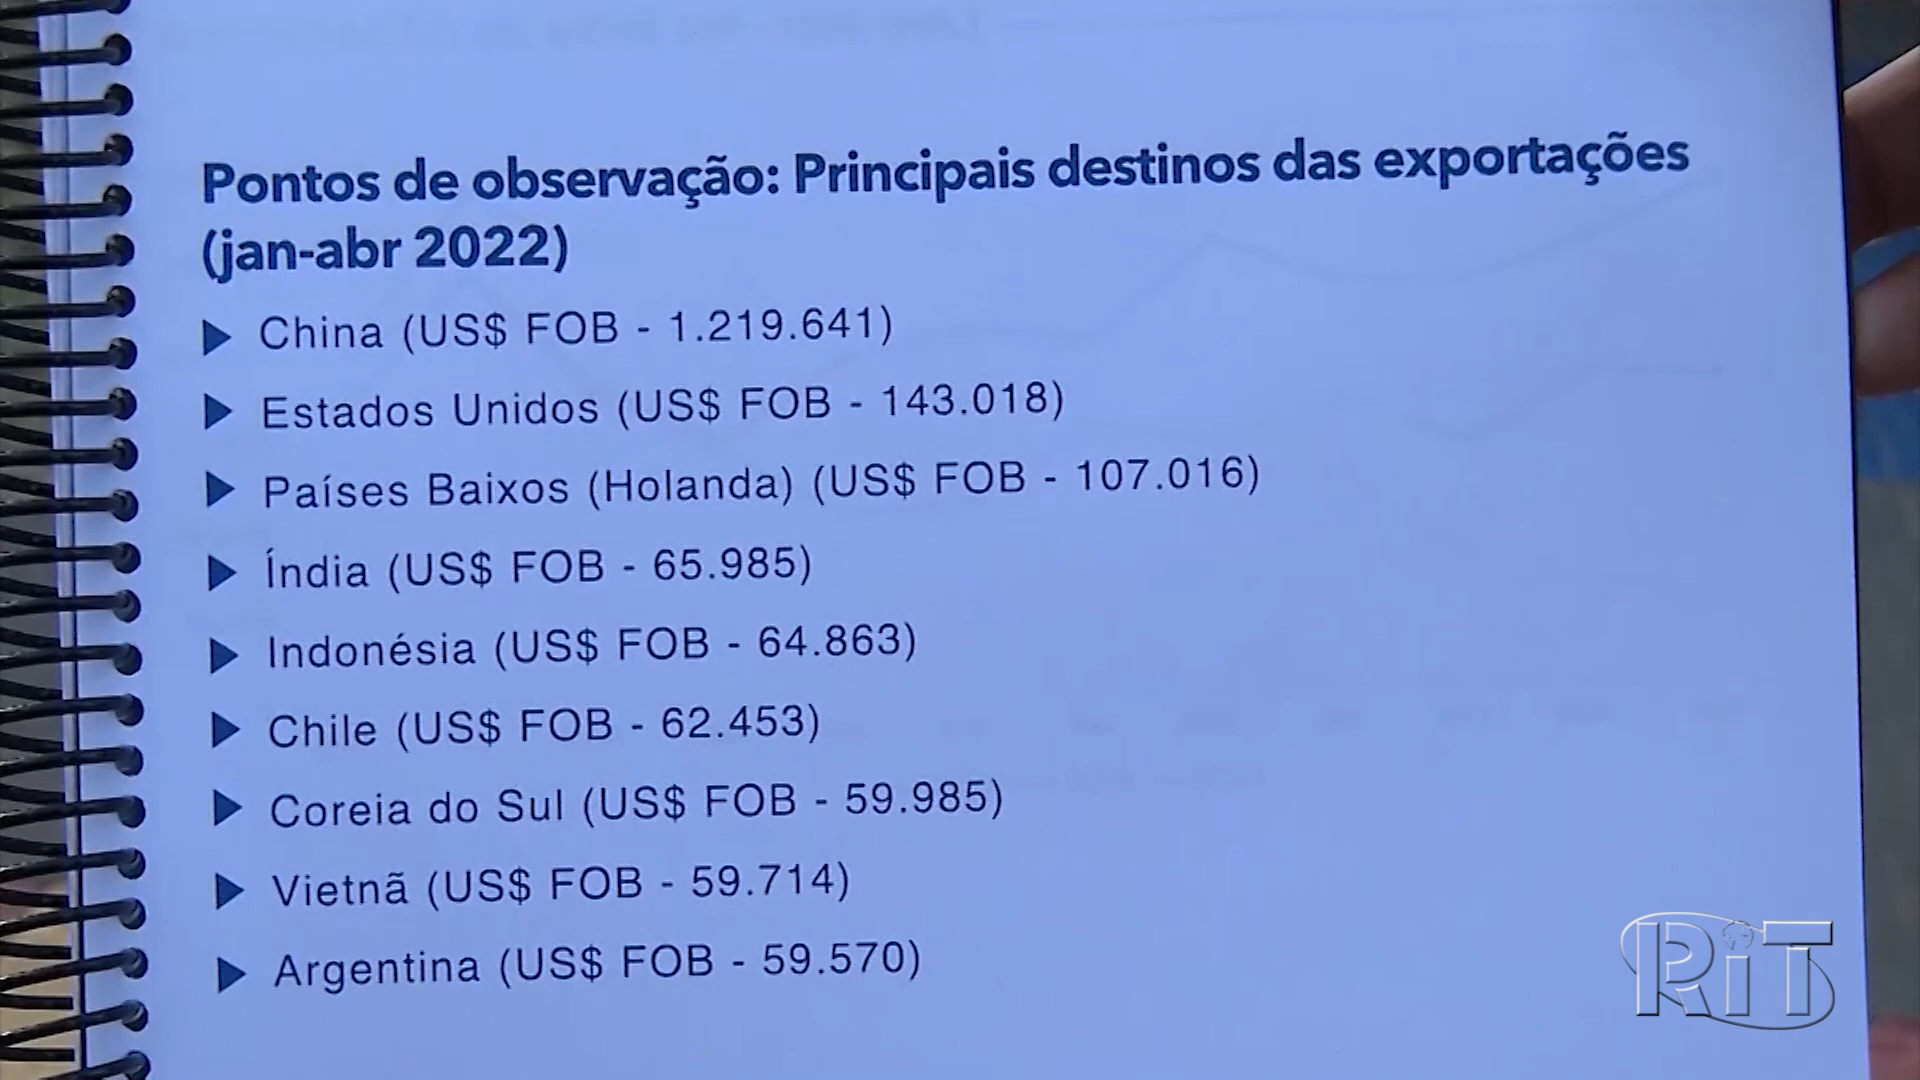 Pontos de observação: Principais destinos das exportações
(jan-abr 2022)
China (US$ FOB - 1.219.641)
Estados Unidos (US$ FOB - 143.018)
Países Baixos (Holanda) (US$ FOB - 107.016)
Índia (US$ FOB - 65.985)
Indonésia (US$ FOB - 64.863)
Chile (US$ FOB - 62.453)
Coreia do Sul (US$ FOB - 59.985)
Vietnã (US$ FOB - 59.714)
Argentina (US$ FOB - 59.570)
RiT